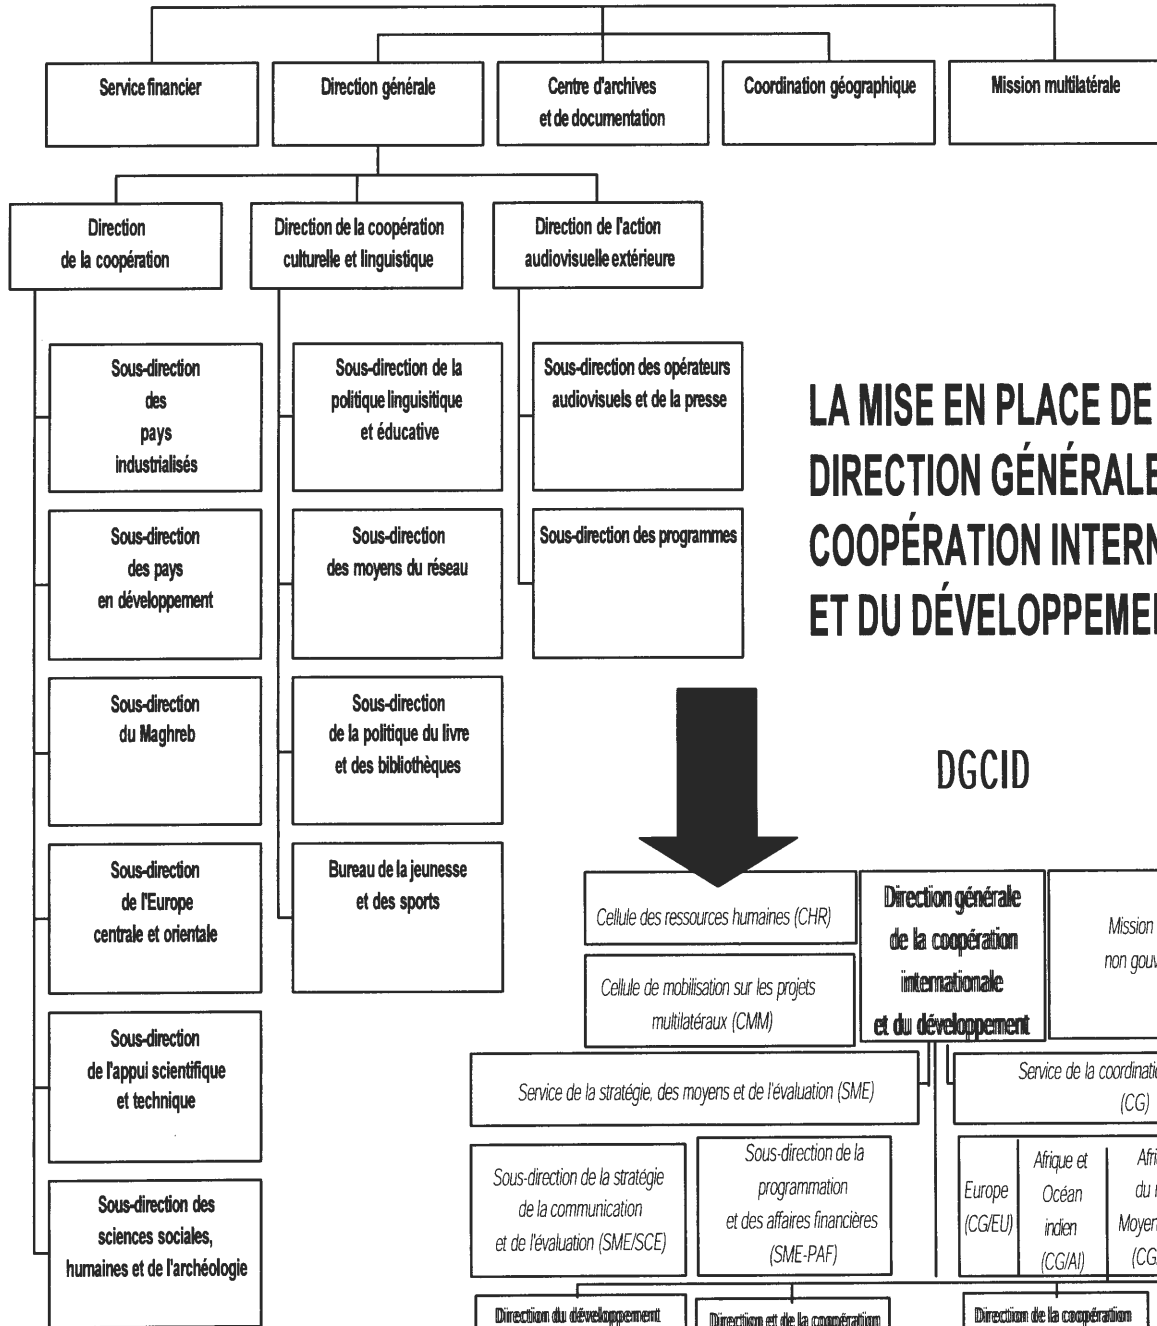 Service financier
Direction générale
Centre d'archives
et de documentation
Coordination géographique
Mission multilatérale
Direction
de la coopération
Direction de la coopération
culturelle et linguistique
Direction de l'action
audiovisuelle extérieure
Sous-direction
des
pays
industrialisés
Sous-direction
des pays
en développement
Sous-direction
du Maghreb
Sous-direction
de l'Europe
centrale et orientale
Sous-direction
de l'appui scientifique
et technique
Sous-direction des
sciences sociales,
humaines et de l'archéologie
Sous-direction de la
politique linguisitique
et éducative
Sous-direction
des moyens du réseau
Sous-direction
de la politique du livre
et des bibliothèques
Bureau de la jeunesse
et des sports
Sous-direction des opérateurs
audiovisuels et de la presse
Sous-direction des programmes
LA MISE EN PLACE DE
DIRECTION GÉNÉRALE
COOPÉRATION INTERN
ET DU DÉVELOPPEME
DGCID
Cellule des ressources humaines (CHR)
Cellule de mobilisation sur les projets
multilatéraux (CMM)
Direction générale
de la coopération
internationale
et du développement
Mission
non gouv
Service de la stratégie, des moyens et de l'évaluation (SME)
Service de la coordinati
(CG)
Sous-direction de la stratégie
de la communication
et de l'évaluation (SME/SCE)
Sous-direction de la
programmation
et des affaires financières
(SME-PAF)
Europe
(CG/EU)
Afrique et
Océan
indien
(CG/AI)
Afri
du
Moyen
(CG
Direction du développement
Direction et de la coopération
Direction de la coopération